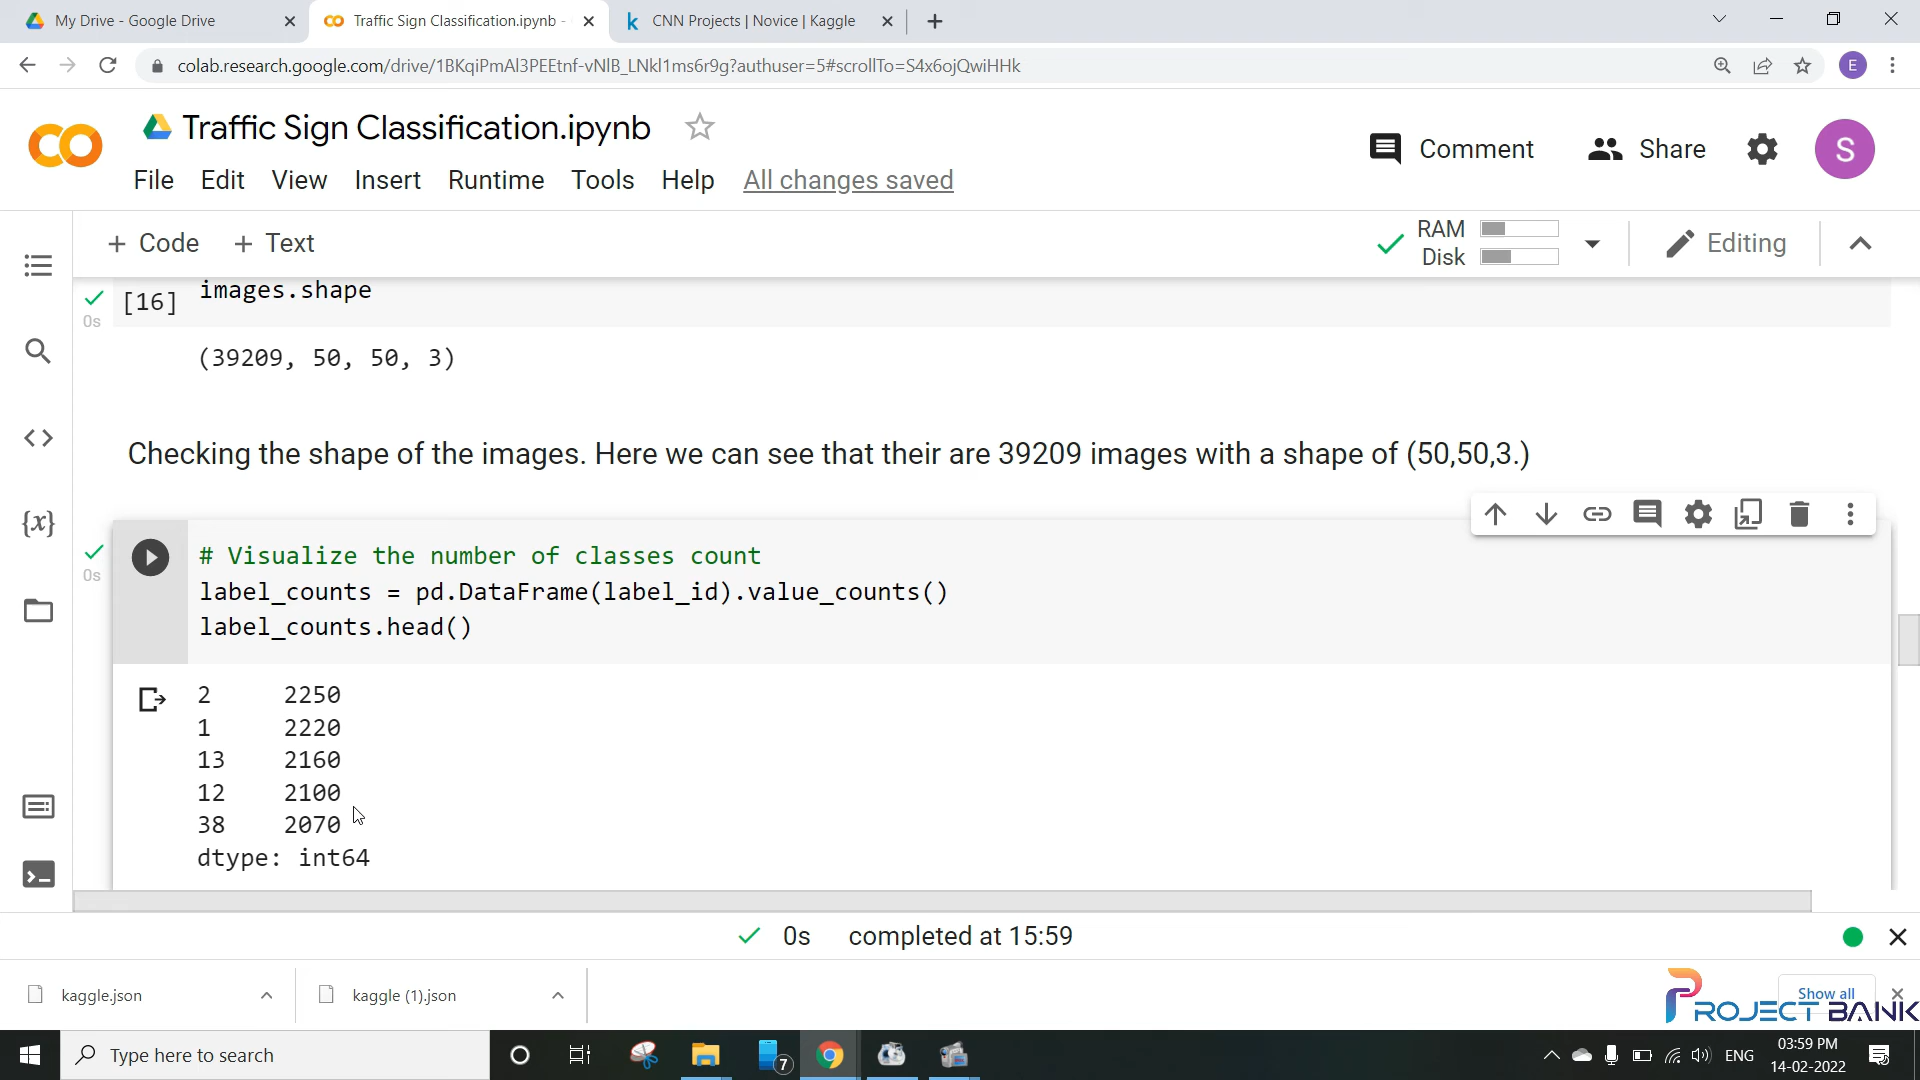 My Drive - Google Drive
Traffic Sign Classification.ipynb -
CNN Projects | Novice | Kaggle
colab.research.google.com/drive/1BKqiPmAl3PEEtnf-vNlB_LNkl1ms6r9g?authuser=5#scrollTo=S4x6ojQwiHHk
E
CO
Traffic Sign Classification.ipynb
Comment
Share
S
File Edit View Insert Runtime Tools Help All changes saved
+ Code + Text
RAM
Disk
Editing
[16] images.shape
0s
(39209, 50, 50, 3)
Checking the shape of the images. Here we can see that their are 39209 images with a shape of (50,50,3.)
{x}
0s
# Visualize the number of classes count
label_counts = pd.DataFrame(label_id).value_counts()
label_counts.head()
2 2250
1 2220
13 2160
12 2100
38 2070
dtype: int64
0s completed at 15:59
kaggle.json
kaggle (1).json
Show all
PROJECT BANK
Type here to search
7
ENG
03:59 PM
14-02-2022